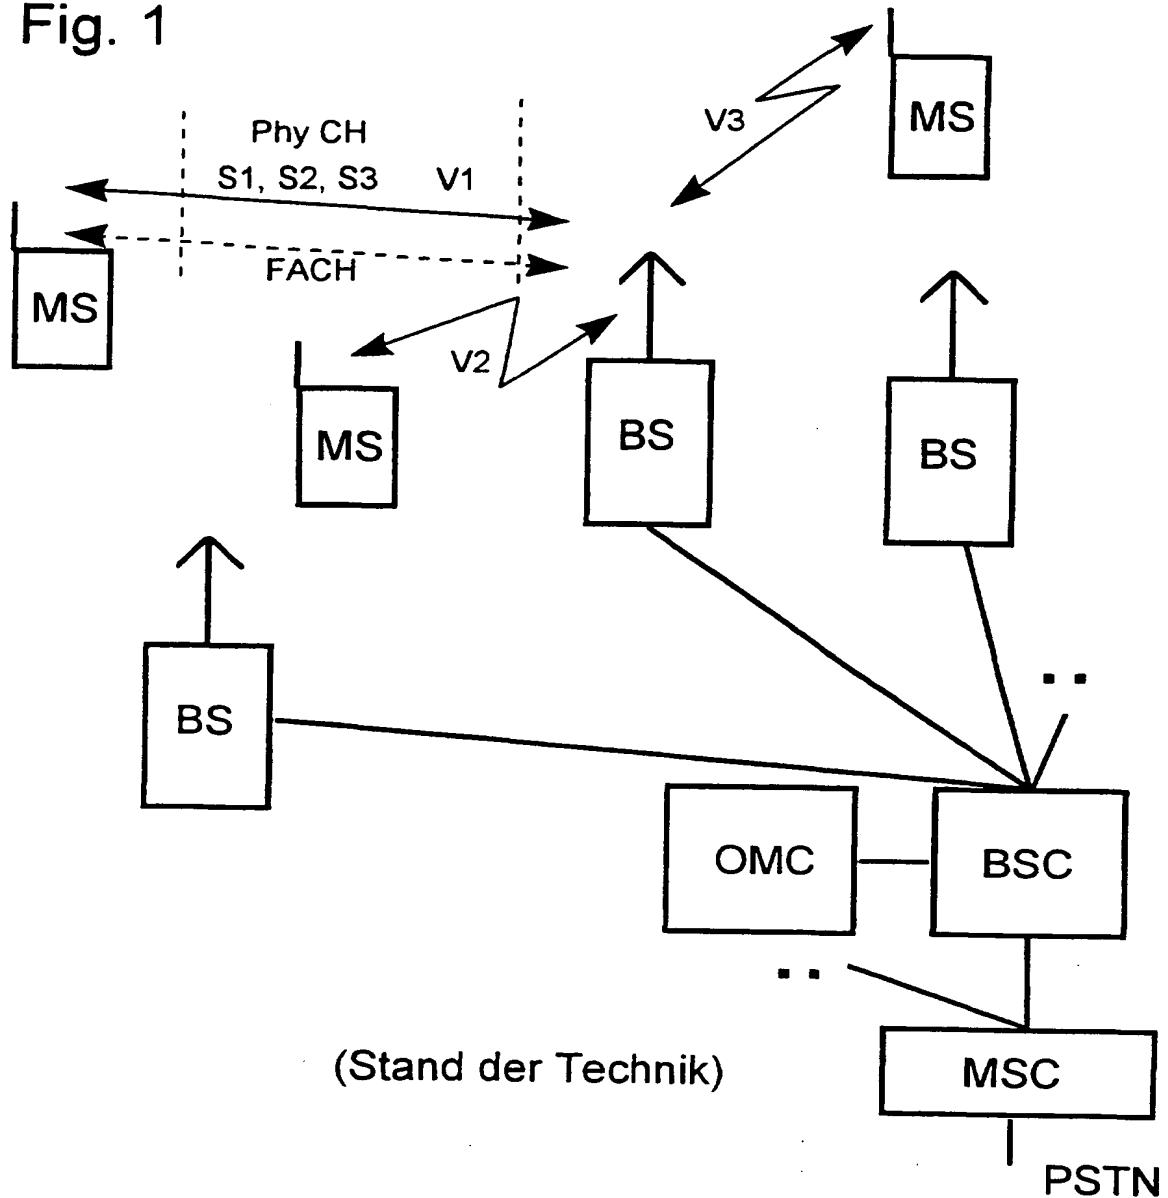 Fig. 1
MS
V3
Phy CH
S1, S2, S3 V1
FACH
MS
V2
MS
BS
BS
BS
OMC
BSC
(Stand der Technik)
MSC
PSTN